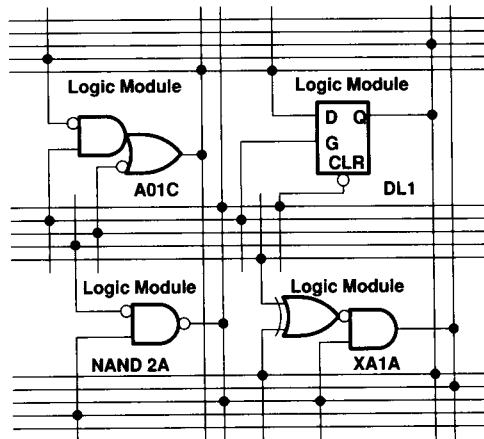 Logic Module
Logic Module
D Q
G
CLR
A01C
DL1
Logic Module
Logic Module
NAND 2A
XA1A